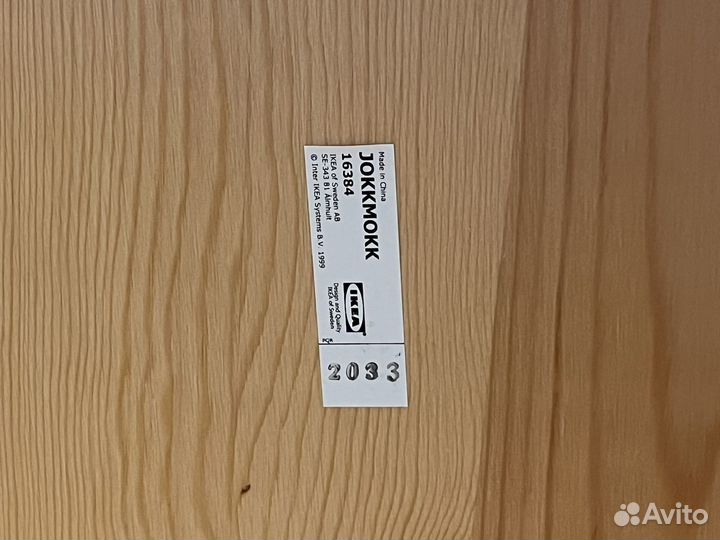 Made in China
JOKKMOKK
16384
IKEA of Sweden AB
SE-343 81 Älmhult
© Inter IKEA Systems B.V. 1999
IKEA®
Design and Quality
IKEA of Sweden
2033
Avito